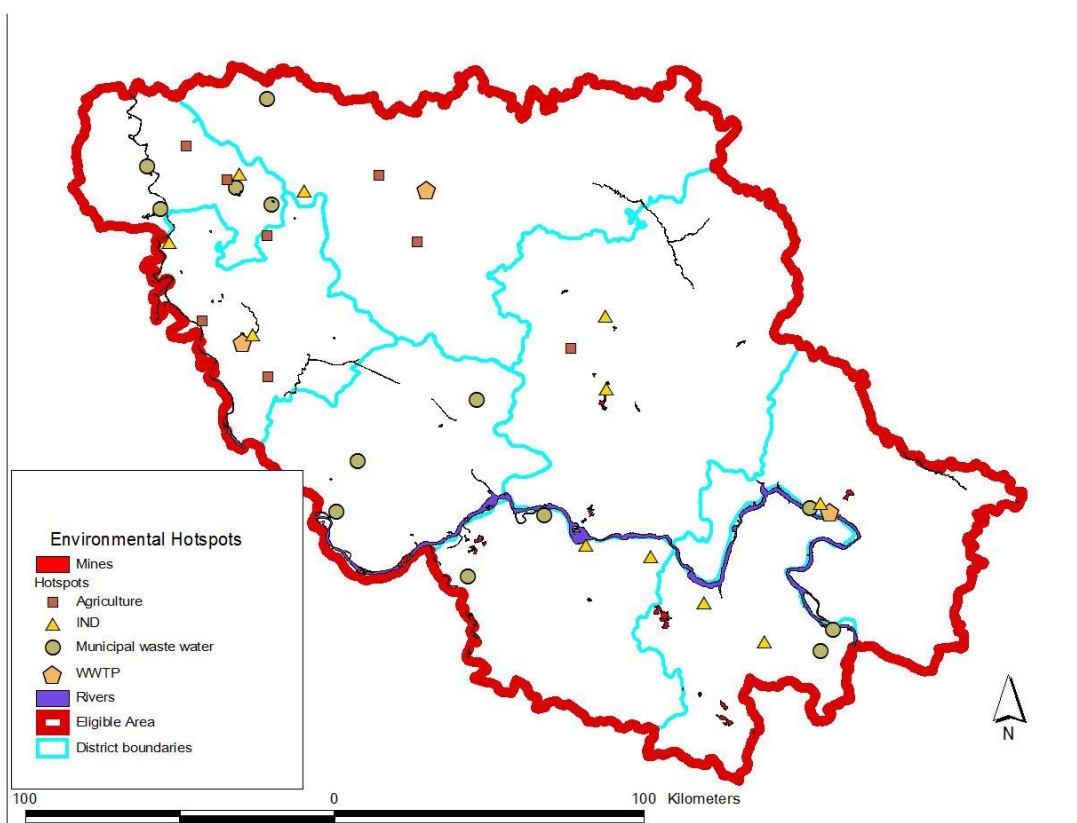 Environmental Hotspots
Mines
Hotspots
Agriculture
IND
Municipal waste water
WWTP
Rivers
Eligible Area
District boundaries
N
100 0 100 Kilometers